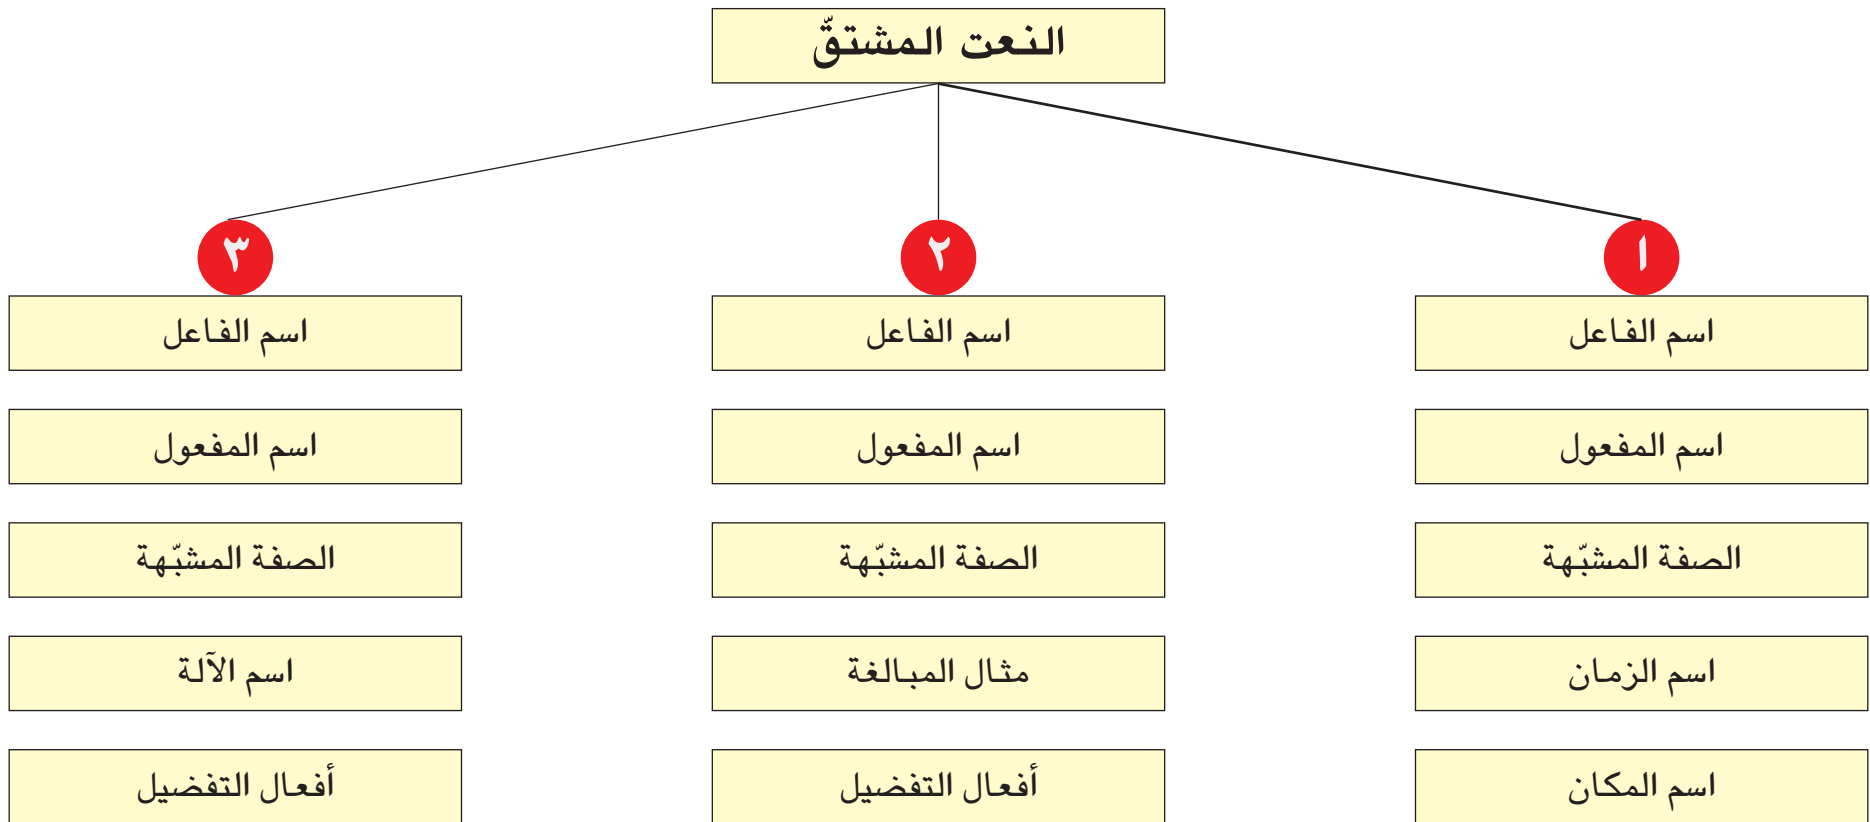 النعت المشتقّ
١
اسم الفاعل
اسم المفعول
الصفة المشبّهة
اسم الزمان
اسم المكان
٢
اسم الفاعل
اسم المفعول
الصفة المشبّهة
مثال المبالغة
أفعال التفضيل
٣
اسم الفاعل
اسم المفعول
الصفة المشبّهة
اسم الآلة
أفعال التفضيل